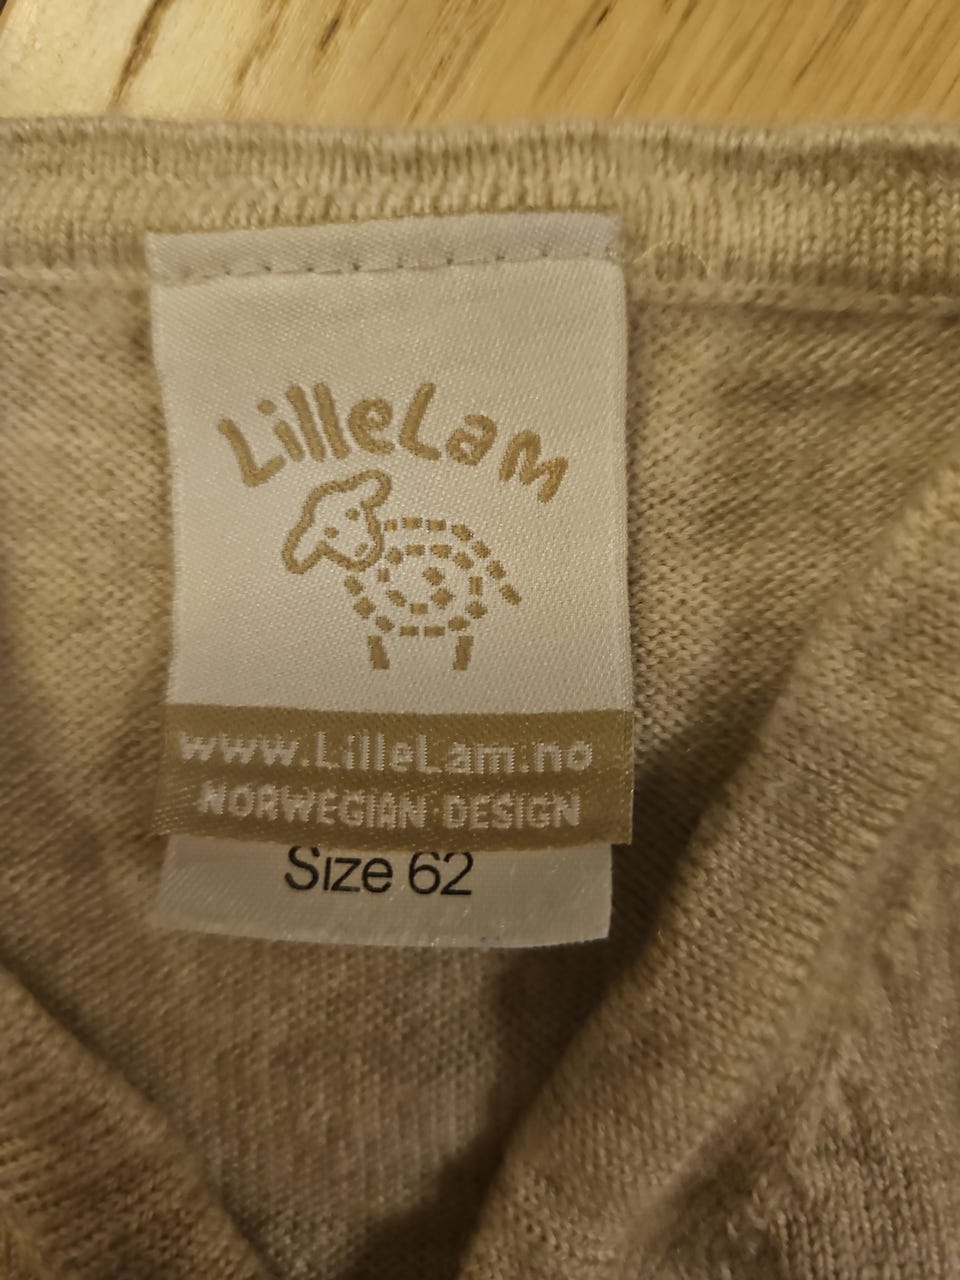 LilleLam
www.LilleLam.no
NORWEGIAN DESIGN
Size 62